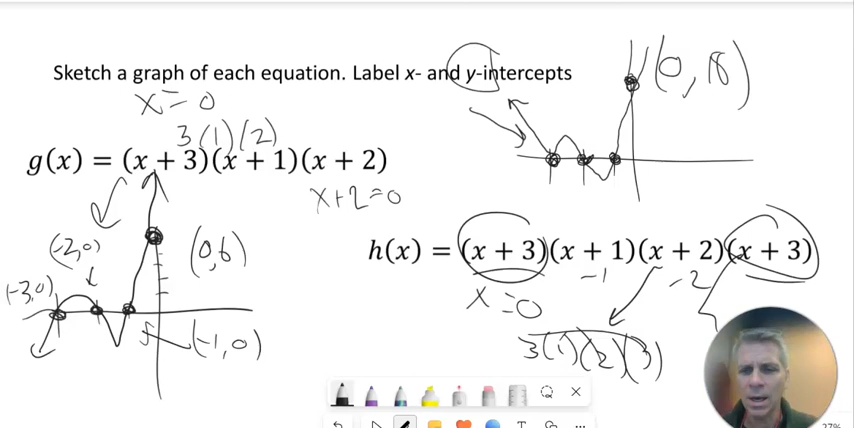 Sketch a graph of each equation. Label x- and y-intercepts
(0, 18)
x = 0
3(1)(2)
g(x) = (x + 3)(x + 1)(x + 2)
x+2=0
(-2,0)
(0,6)
(-3,0)
(-1,0)
h(x) = (x + 3)(x + 1)(x + 2)(x + 3)
-1
-2
x = 0
3(1)(2)(3)
T
27%